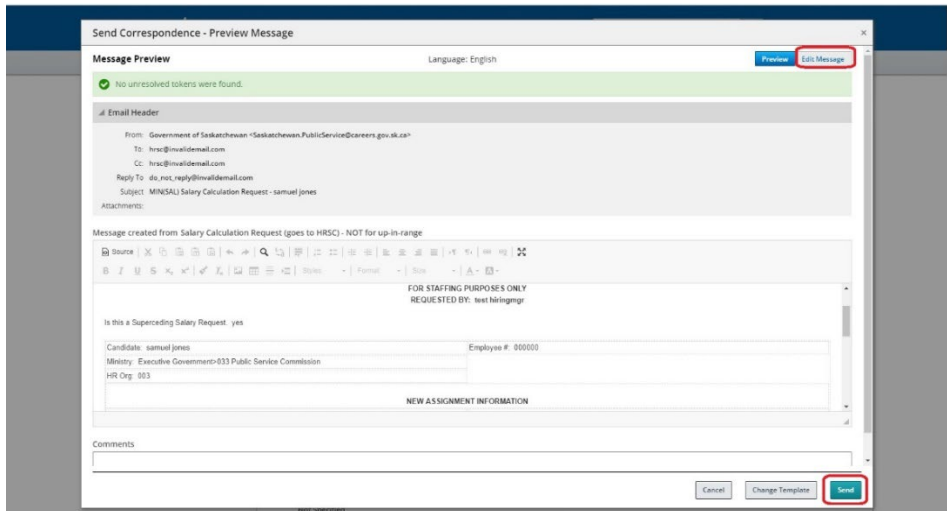 Send Correspondence - Preview Message ×
Message Preview Language: English Preview Edit Message
No unresolved tokens were found.
Email Header
From: Government of Saskatchewan <Saskatchewan.PublicService@careers.gov.sk.ca>
To: hrsc@invalidemail.com
Cc: hrsc@invalidemail.com
Reply To do_not_reply@invalidemail.com
Subject MIN(SAL) Salary Calculation Request - samuel jones
Attachments:
Message created from Salary Calculation Request (goes to HRSC) - NOT for up-in-range
Source
B I U S Styles Format Size A
FOR STAFFING PURPOSES ONLY
REQUESTED BY: test hiringmgr
Is this a Superceding Salary Request yes
Candidate: samuel jones Employee #: 000000
Ministry: Executive Government>033 Public Service Commission
HR Org: 003
NEW ASSIGNMENT INFORMATION
Comments
Cancel Change Template Send